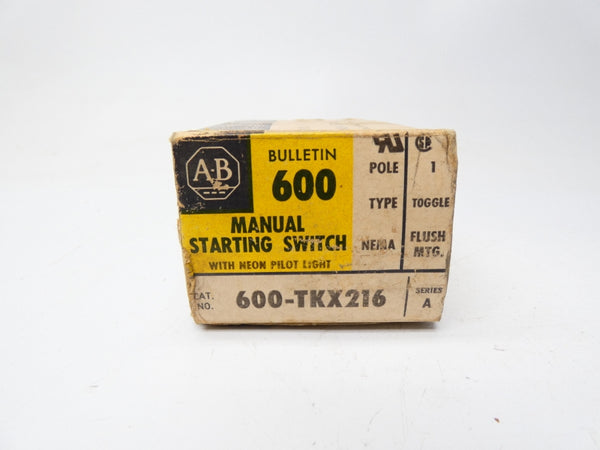 A-B
BULLETIN
600
MANUAL
STARTING SWITCH
WITH NEON PILOT LIGHT
POLE 1
TYPE TOGGLE
NEMA FLUSH MTG.
CAT. NO. 600-TKX216 SERIES A